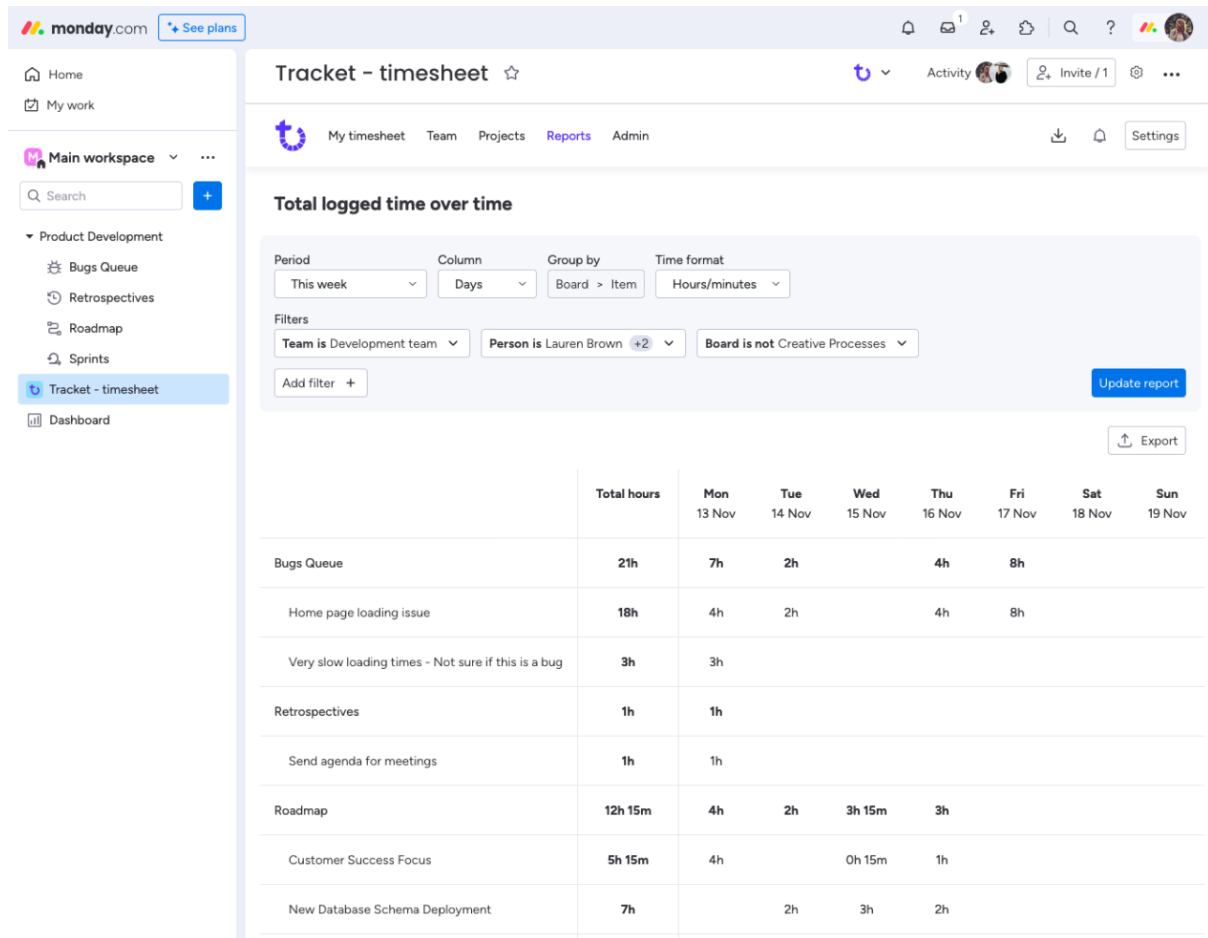 monday.com See plans 1 ?
Home
My work
M Main workspace ...
Search +
Product Development
Bugs Queue
Retrospectives
Roadmap
Sprints
Tracket - timesheet
Dashboard
Tracket - timesheet Activity Invite / 1 ...
My timesheet Team Projects Reports Admin Settings
Total logged time over time
Period Column Group by Time format
This week Days Board > Item Hours/minutes
Filters
Team is Development team Person is Lauren Brown +2 Board is not Creative Processes
Add filter + Update report
Export
Total hours Mon Tue Wed Thu Fri Sat Sun
13 Nov 14 Nov 15 Nov 16 Nov 17 Nov 18 Nov 19 Nov
Bugs Queue 21h 7h 2h 4h 8h
Home page loading issue 18h 4h 2h 4h 8h
Very slow loading times - Not sure if this is a bug 3h 3h
Retrospectives 1h 1h
Send agenda for meetings 1h 1h
Roadmap 12h 15m 4h 2h 3h 15m 3h
Customer Success Focus 5h 15m 4h 0h 15m 1h
New Database Schema Deployment 7h 2h 3h 2h